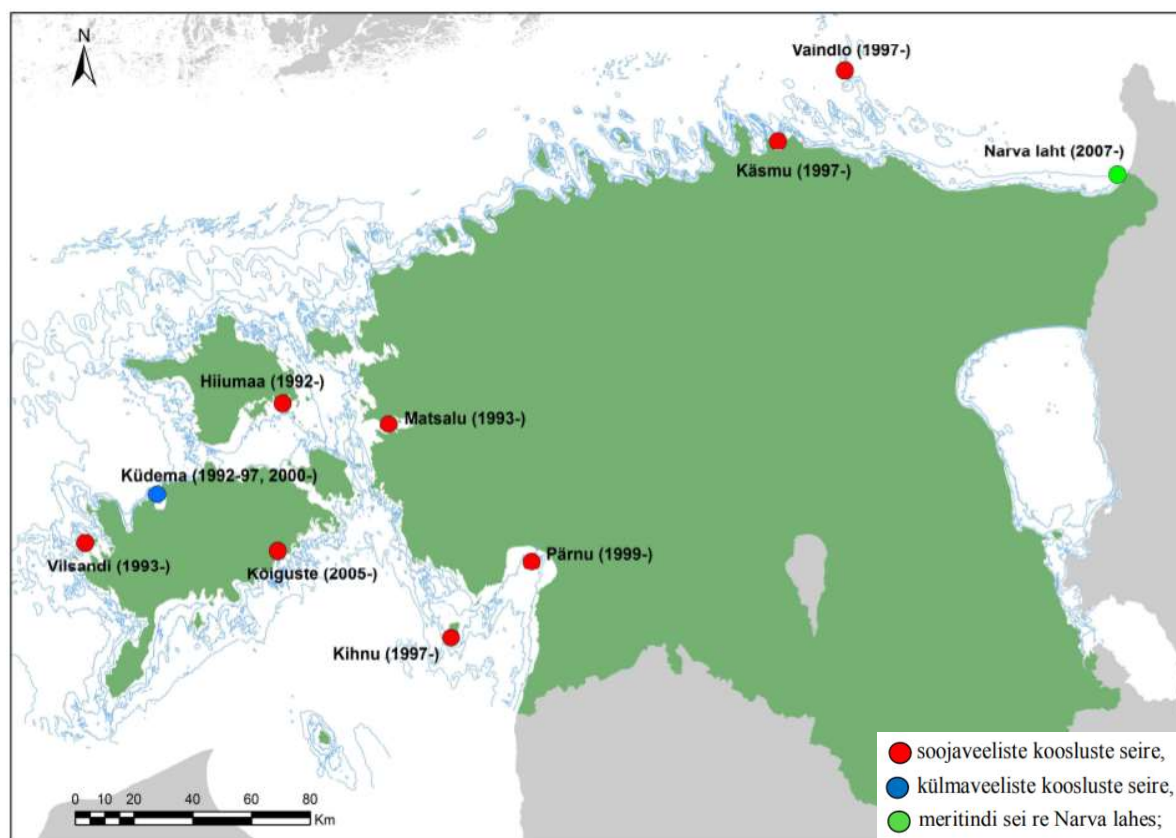 N
Vaindlo (1997-)
Käsmu (1997-)
Narva laht (2007-)
Hiiumaa (1992-)
Matsalu (1993-)
Küdema (1992-97, 2000-)
Vilsandi (1993-)
Kõiguste (2005-)
Pärnu (1999-)
Kihnu (1997-)
0 10 20 40 60 80
Km
soojaveeliste koosluste seire,
külmaveeliste koosluste seire,
meritindi sei re Narva lahes;